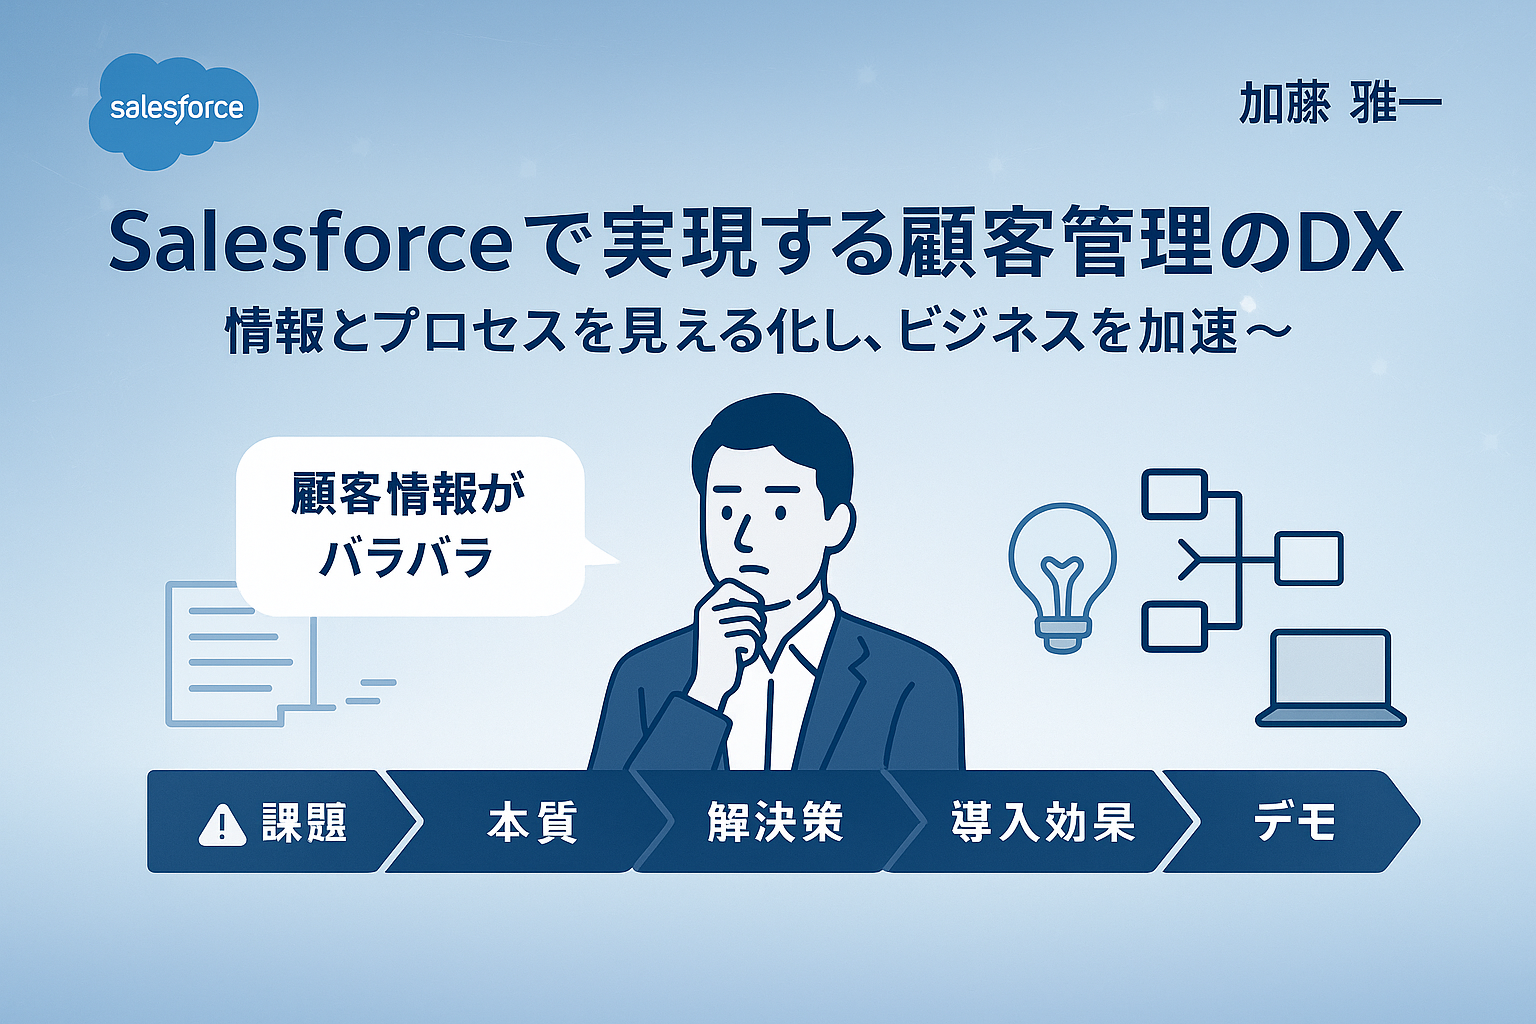 salesforce
加藤 雅一
Salesforceで実現する顧客管理のDX
情報とプロセスを見える化し、ビジネスを加速～
顧客情報が
バラバラ
課題
本質
解決策
導入効果
デモ